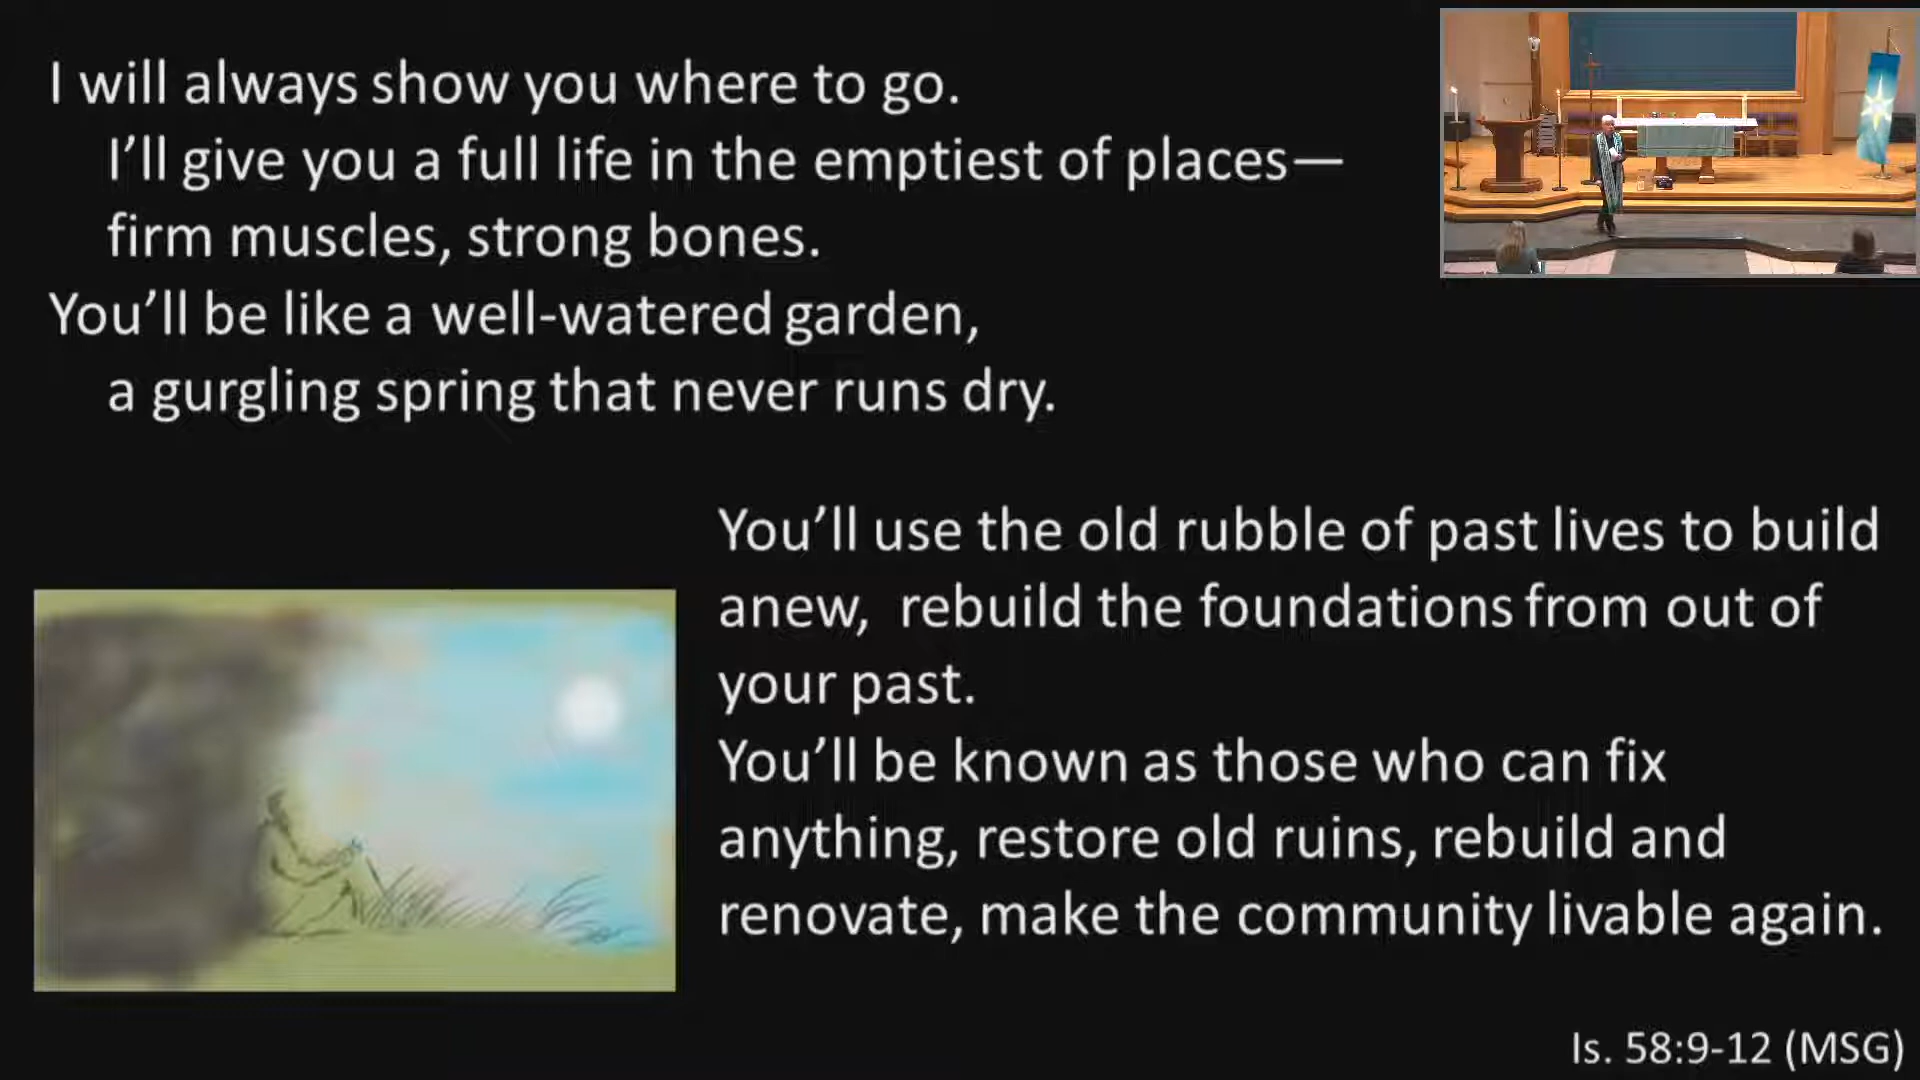 I will always show you where to go.
I’ll give you a full life in the emptiest of places—
firm muscles, strong bones.
You’ll be like a well-watered garden,
a gurgling spring that never runs dry.
You’ll use the old rubble of past lives to build
anew, rebuild the foundations from out of
your past.
You’ll be known as those who can fix
anything, restore old ruins, rebuild and
renovate, make the community livable again.
Is. 58:9-12 (MSG)